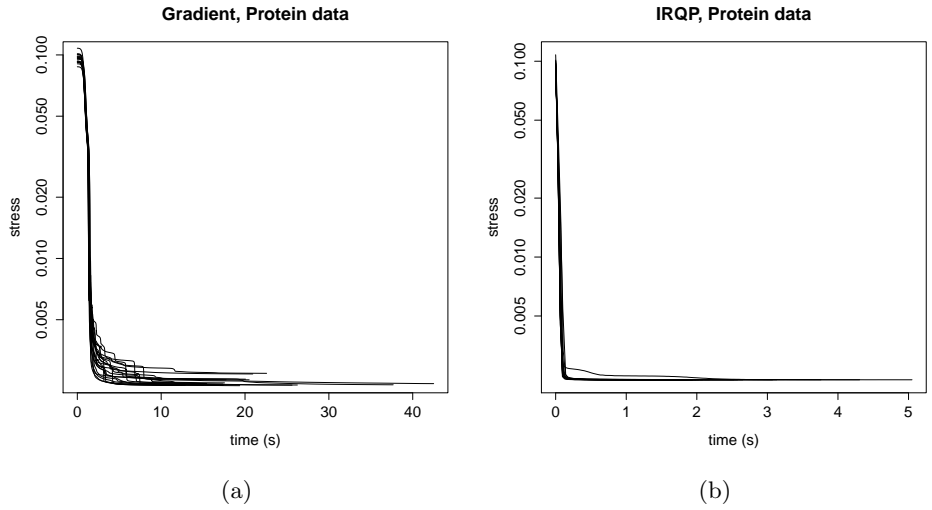 Gradient, Protein data
0.100
0.050
0.020
0.010
0.005
stress
0 10 20 30 40
time (s)
(a)
IRQP, Protein data
0.100
0.050
0.020
0.010
0.005
stress
0 1 2 3 4 5
time (s)
(b)